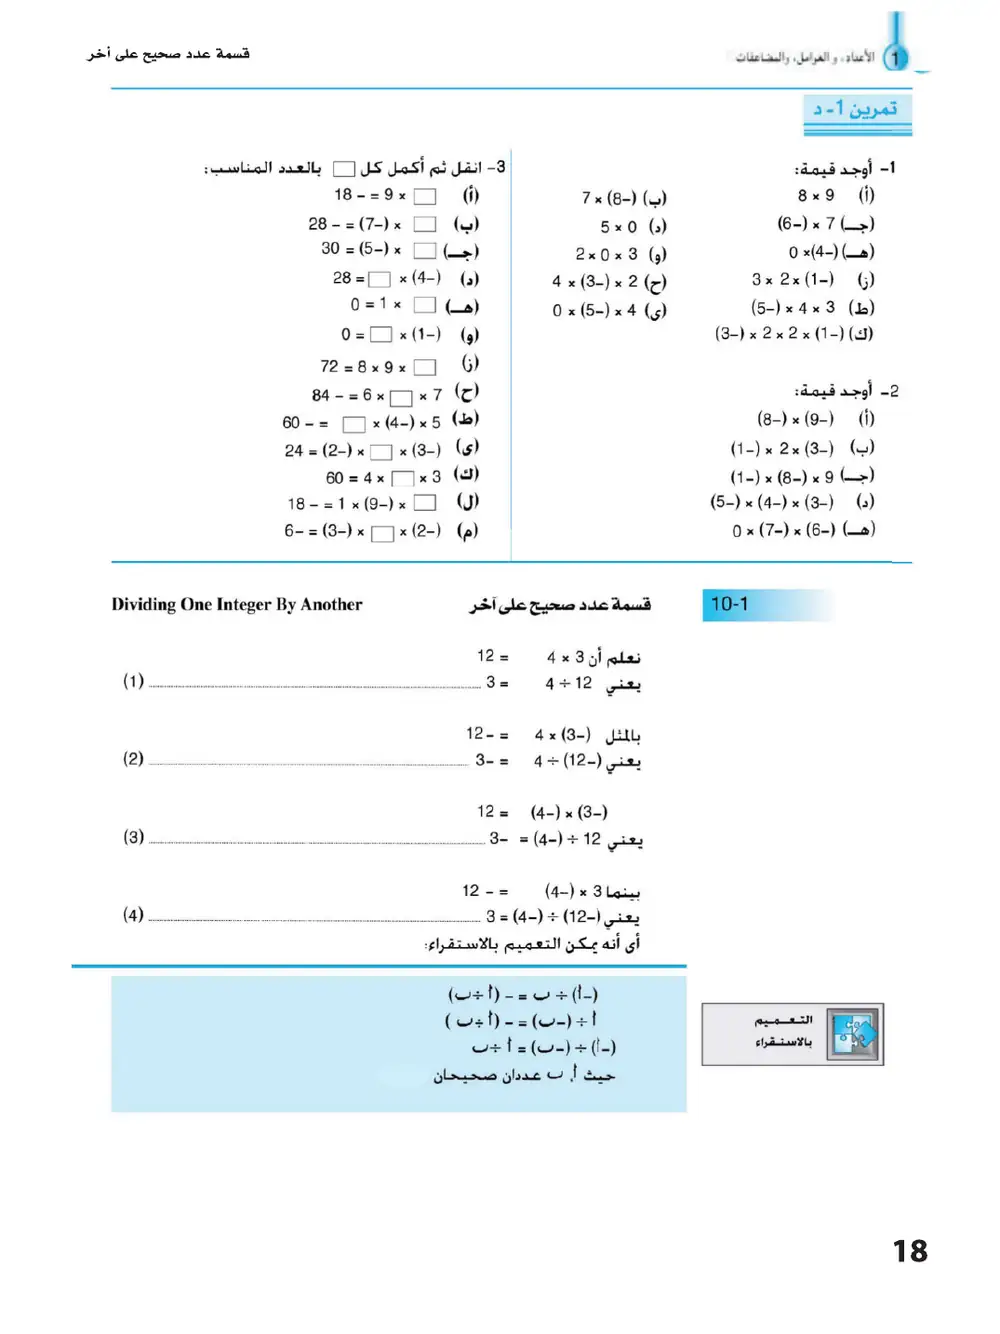 الأعداد، و العوامل، والمضاعفات 1
قسمة عدد صحيح على آخر
تمرين 1- د
1- أوجد قيمة:
(أ) 9 × 8
(ب) (-8) × 7
(جـ) 7 × (-6)
(د) 0 × 5
(هـ) (-4)× 0
(و) 3 × 0 × 2
(ز) (-1) × 2 × 3
(ح) 2 × (-3) × 4
(ط) 3 × 4 × (-5)
(ى) 4 × (-5) × 0
(ك) (-1) × 2 × 2 × (-3)
2- أوجد قيمة:
(أ) (-9) × (-8)
(ب) (-3) × 2 × (-1)
(جـ) 9 × (-8) × (-1)
(د) (-3) × (-4) × (-5)
(هـ) (-6) × (-7) × 0
3- انقل ثم أكمل كل □ بالعدد المناسب:
(أ) □ × 9 = - 18
(ب) □ × (-7) = - 28
(جـ) □ × (-5) = 30
(د) (-4) × □ = 28
(هـ) □ × 1 = 0
(و) (-1) × □ = 0
(ز) □ × 9 × 8 = 72
(ح) 7 × □ × 6 = - 84
(ط) 5 × (-4) × □ = - 60
(ى) (-3) × □ × (-2) = 24
(ك) 3 × □ × 4 = 60
(ل) □ × (-9) × 1 = - 18
(م) (-2) × □ × (-3) = -6
10-1
قسمة عدد صحيح على آخر Dividing One Integer By Another
نعلم أن 3 × 4 = 12
يعني 12 ÷ 4 = 3 (1)
بالمثل (-3) × 4 = -12
يعني (-12) ÷ 4 = -3 (2)
(-3) × (-4) = 12
يعني 12 ÷ (-4) = -3 (3)
بينما 3 × (-4) = - 12
يعني (-12) ÷ (-4) = 3 (4)
أى أنه يمكن التعميم بالاستقراء:
التعميم
بالاستقراء
(-أ) ÷ ب = - (أ ÷ ب)
أ ÷ (-ب) = - (أ ÷ ب )
(-أ) ÷ (-ب) = أ ÷ ب
حيث أ، ب عددان صحيحان
18